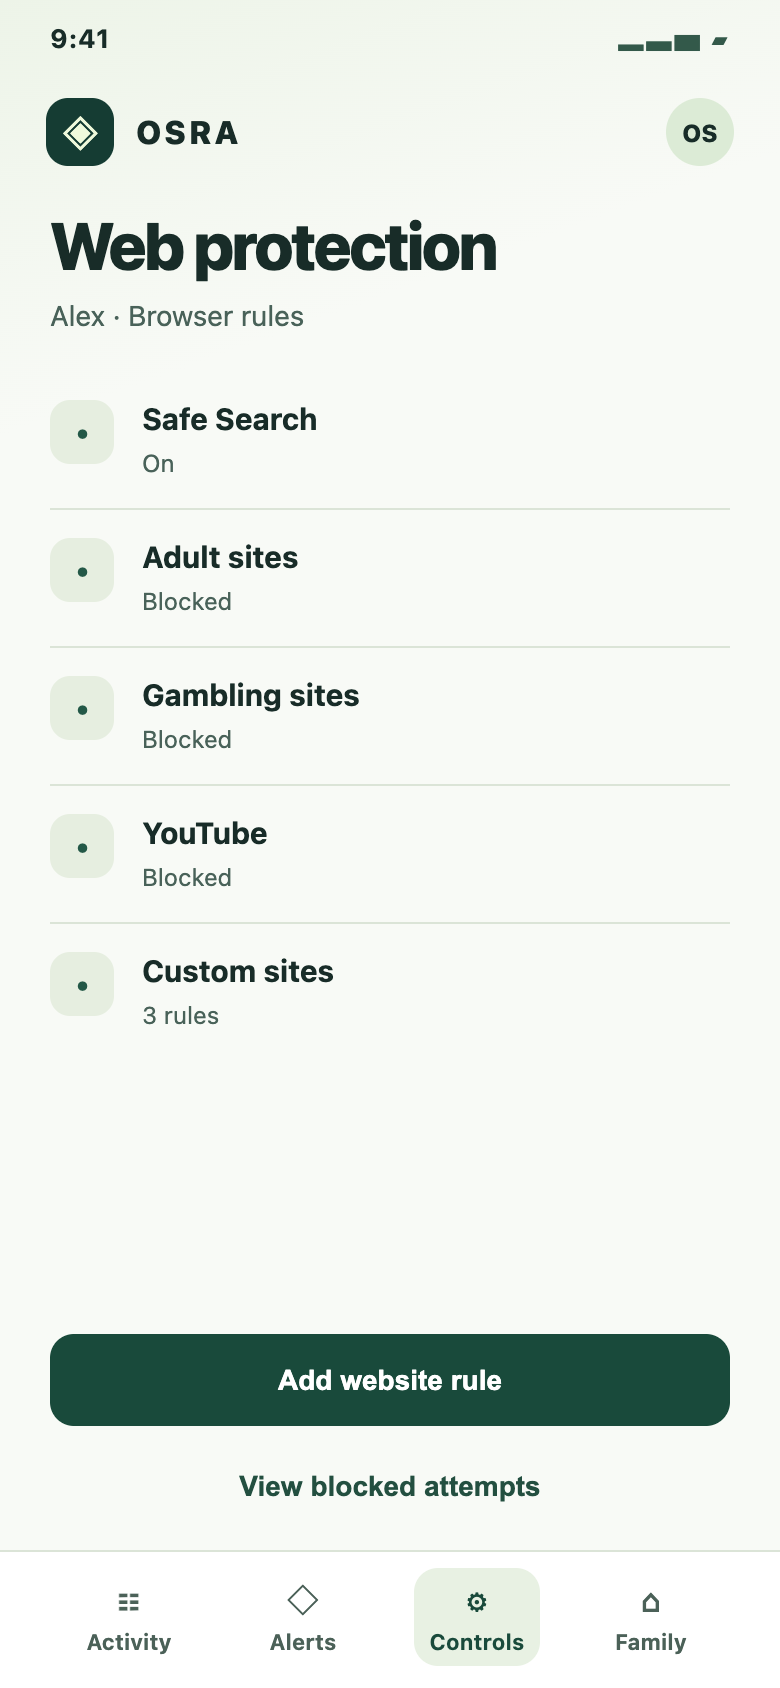 9:41
OSRA
OS
Web protection
Alex · Browser rules
Safe Search
On
Adult sites
Blocked
Gambling sites
Blocked
YouTube
Blocked
Custom sites
3 rules
Add website rule
View blocked attempts
Activity
Alerts
Controls
Family